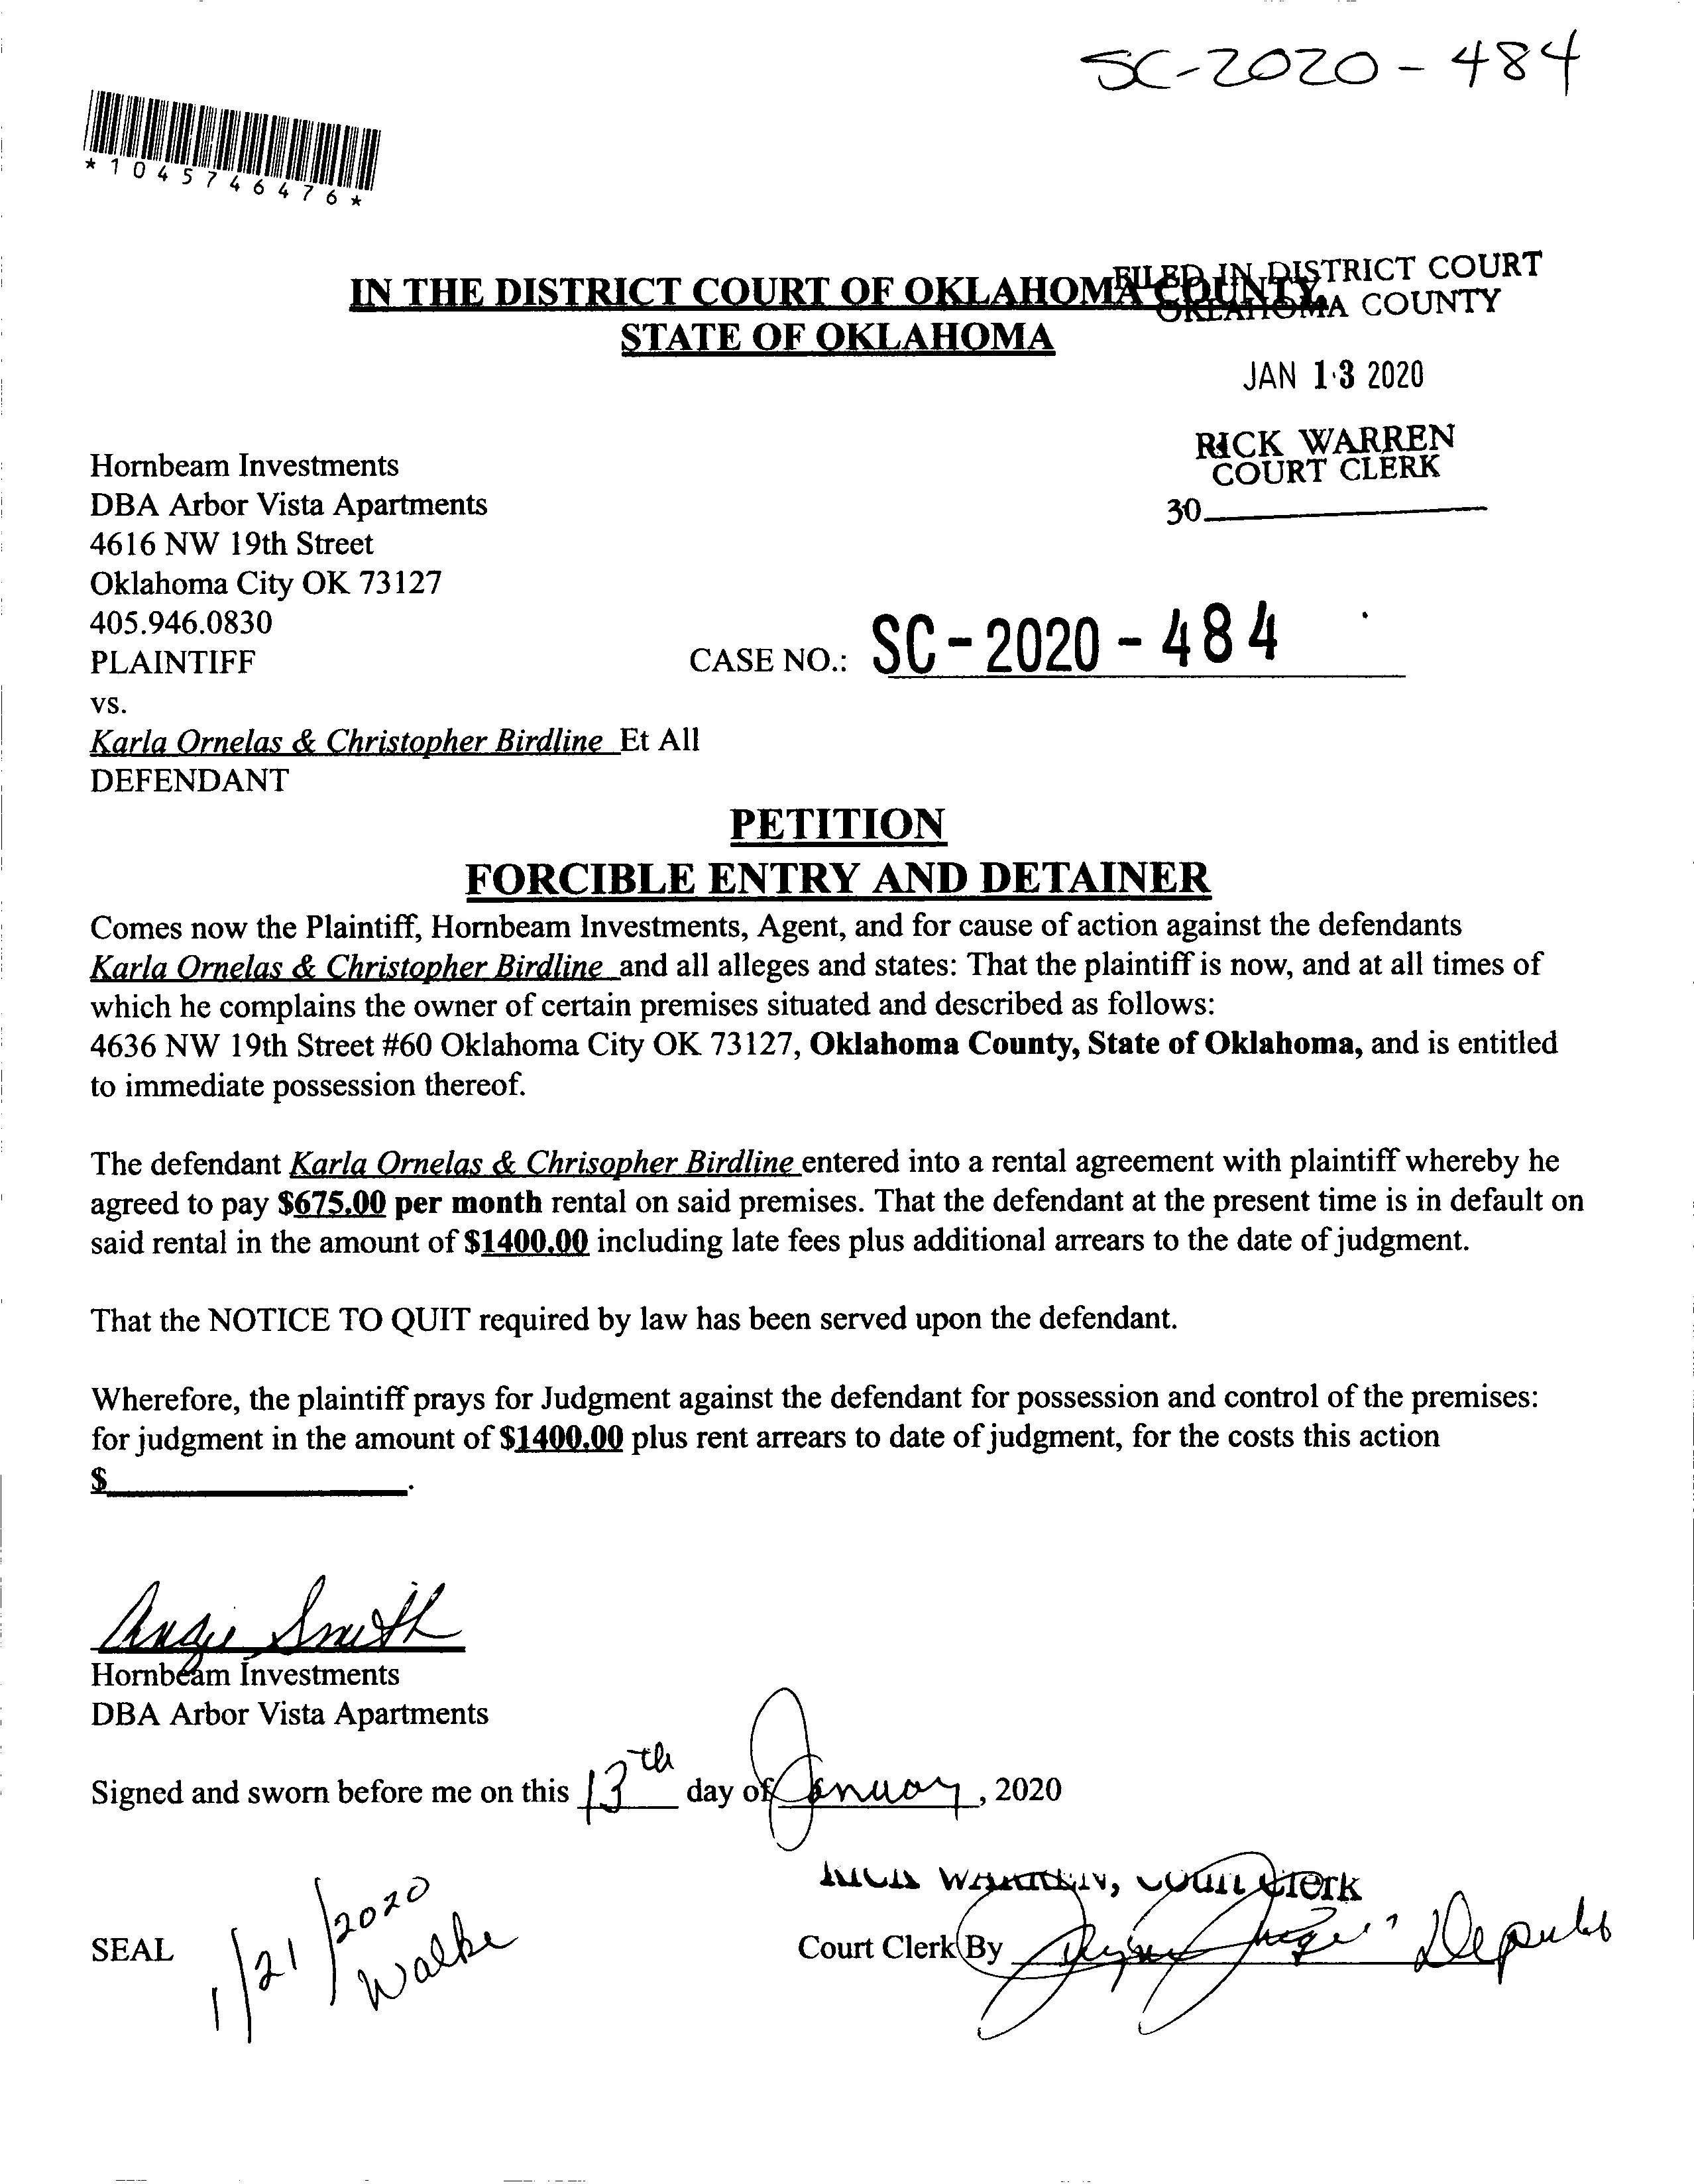 SC-2020-484
*1045746476*
IN THE DISTRICT COURT OF OKLAHOMA COUNTY,
STATE OF OKLAHOMA
FILED IN DISTRICT COURT
OKLAHOMA COUNTY
JAN 13 2020
RICK WARREN
COURT CLERK
30
Hornbeam Investments
DBA Arbor Vista Apartments
4616 NW 19th Street
Oklahoma City OK 73127
405.946.0830
PLAINTIFF
CASE NO.: SC-2020-484
vs.
Karla Ornelas & Christopher Birdline Et All
DEFENDANT
PETITION
FORCIBLE ENTRY AND DETAINER
Comes now the Plaintiff, Hornbeam Investments, Agent, and for cause of action against the defendants
Karla Ornelas & Christopher Birdline and all alleges and states: That the plaintiff is now, and at all times of
which he complains the owner of certain premises situated and described as follows:
4636 NW 19th Street #60 Oklahoma City OK 73127, Oklahoma County, State of Oklahoma, and is entitled
to immediate possession thereof.
The defendant Karla Ornelas & Chrisopher Birdline entered into a rental agreement with plaintiff whereby he
agreed to pay $675.00 per month rental on said premises. That the defendant at the present time is in default on
said rental in the amount of $1400.00 including late fees plus additional arrears to the date of judgment.
That the NOTICE TO QUIT required by law has been served upon the defendant.
Wherefore, the plaintiff prays for Judgment against the defendant for possession and control of the premises:
for judgment in the amount of $1400.00 plus rent arrears to date of judgment, for the costs this action
$ .
Angie Smith
Hornbeam Investments
DBA Arbor Vista Apartments
Signed and sworn before me on this 13th day of January, 2020
RICK WARREN, Court Clerk
SEAL
1/21/2020
Walke
Court Clerk By Deputy